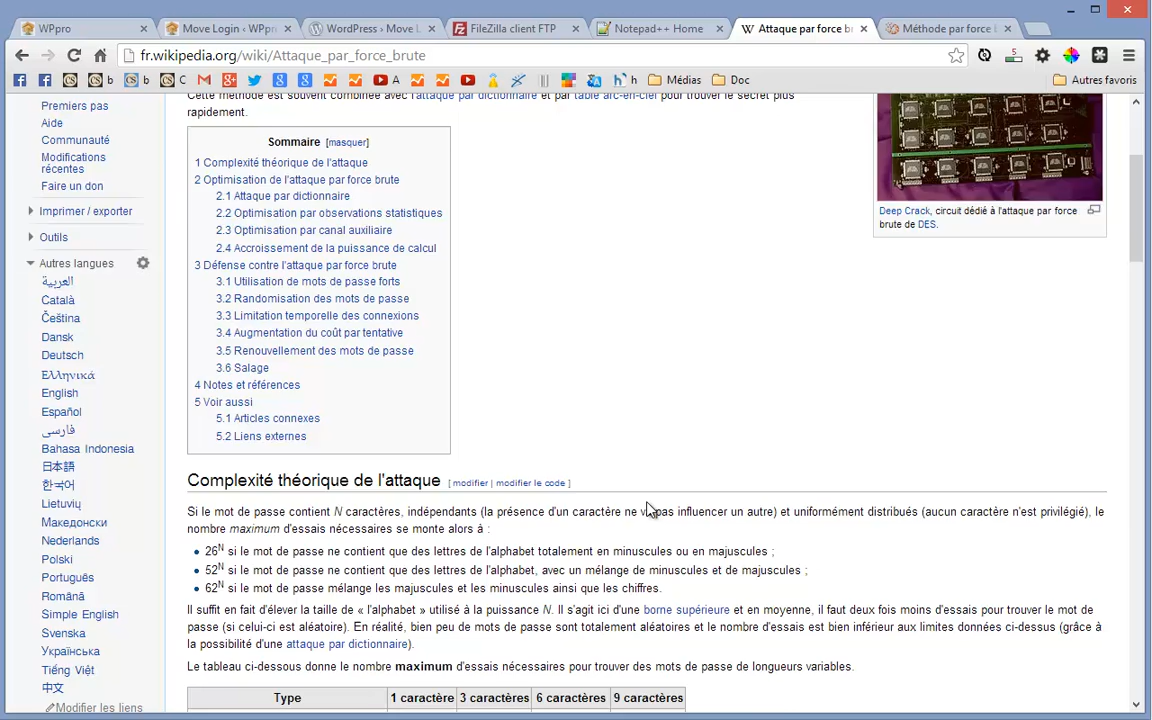 WPpro
Move Login ‹ WPpr
WordPress › Move L
FileZilla client FTP
Notepad++ Home
Attaque par force br
Méthode par force b
fr.wikipedia.org/wiki/Attaque_par_force_brute
b
b
C
A
h
Médias
Doc
Autres favoris
Premiers pas
Aide
Communauté
Modifications
récentes
Faire un don
Imprimer / exporter
Outils
Autres langues
العربية
Català
Čeština
Dansk
Deutsch
Ελληνικά
English
Español
فارسی
Bahasa Indonesia
日本語
한국어
Lietuvių
Македонски
Nederlands
Polski
Português
Română
Simple English
Svenska
Українська
Tiếng Việt
中文
Modifier les liens
Cette méthode est souvent combinée avec l'attaque par dictionnaire et par table arc-en-ciel pour trouver le secret plus
rapidement.
Sommaire [masquer]
1 Complexité théorique de l'attaque
2 Optimisation de l'attaque par force brute
2.1 Attaque par dictionnaire
2.2 Optimisation par observations statistiques
2.3 Optimisation par canal auxiliaire
2.4 Accroissement de la puissance de calcul
3 Défense contre l'attaque par force brute
3.1 Utilisation de mots de passe forts
3.2 Randomisation des mots de passe
3.3 Limitation temporelle des connexions
3.4 Augmentation du coût par tentative
3.5 Renouvellement des mots de passe
3.6 Salage
4 Notes et références
5 Voir aussi
5.1 Articles connexes
5.2 Liens externes
Deep Crack, circuit dédié à l'attaque par force
brute de DES.
Complexité théorique de l'attaque [ modifier | modifier le code ]
Si le mot de passe contient N caractères, indépendants (la présence d'un caractère ne va pas influencer un autre) et uniformément distribués (aucun caractère n'est privilégié), le
nombre maximum d'essais nécessaires se monte alors à :
26ᴺ si le mot de passe ne contient que des lettres de l'alphabet totalement en minuscules ou en majuscules ;
52ᴺ si le mot de passe ne contient que des lettres de l'alphabet, avec un mélange de minuscules et de majuscules ;
62ᴺ si le mot de passe mélange les majuscules et les minuscules ainsi que les chiffres.
Il suffit en fait d'élever la taille de « l'alphabet » utilisé à la puissance N. Il s'agit ici d'une borne supérieure et en moyenne, il faut deux fois moins d'essais pour trouver le mot de
passe (si celui-ci est aléatoire). En réalité, bien peu de mots de passe sont totalement aléatoires et le nombre d'essais est bien inférieur aux limites données ci-dessus (grâce à
la possibilité d'une attaque par dictionnaire).
Le tableau ci-dessous donne le nombre maximum d'essais nécessaires pour trouver des mots de passe de longueurs variables.
Type 1 caractère 3 caractères 6 caractères 9 caractères